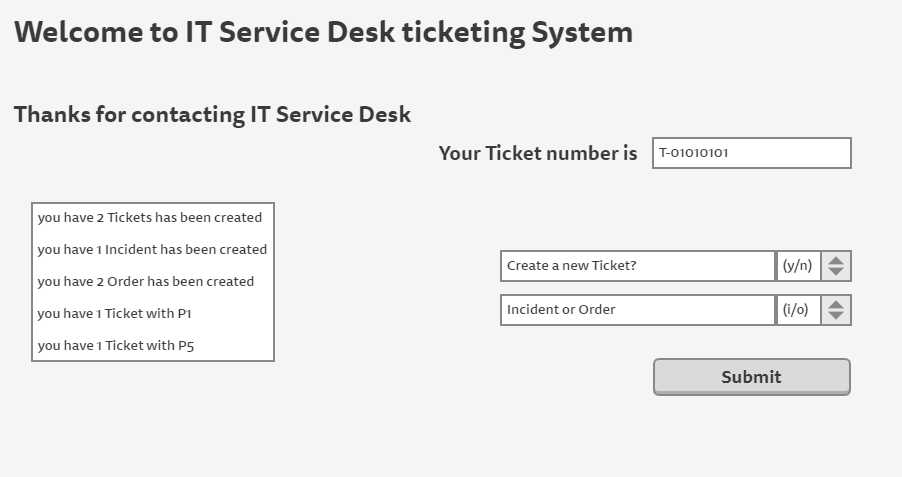 Welcome to IT Service Desk ticketing System
Thanks for contacting IT Service Desk
Your Ticket number is T-01010101
you have 2 Tickets has been created
you have 1 Incident has been created
you have 2 Order has been created
you have 1 Ticket with P1
you have 1 Ticket with P5
Create a new Ticket? (y/n)
Incident or Order (i/o)
Submit